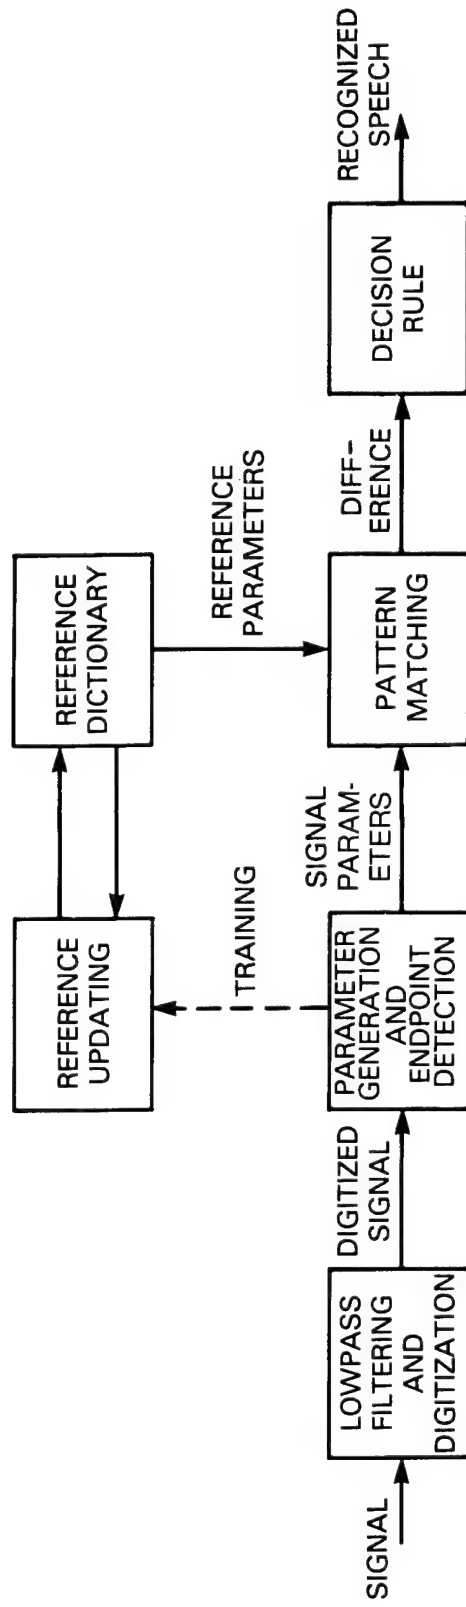 SIGNAL
LOWPASS
FILTERING
AND
DIGITIZATION
DIGITIZED
SIGNAL
PARAMETER
GENERATION
AND
ENDPOINT
DETECTION
TRAINING
REFERENCE
UPDATING
REFERENCE
DICTIONARY
REFERENCE
PARAMETERS
SIGNAL
PARAM-
ETERS
PATTERN
MATCHING
DIFF-
ERENCE
DECISION
RULE
RECOGNIZED
SPEECH